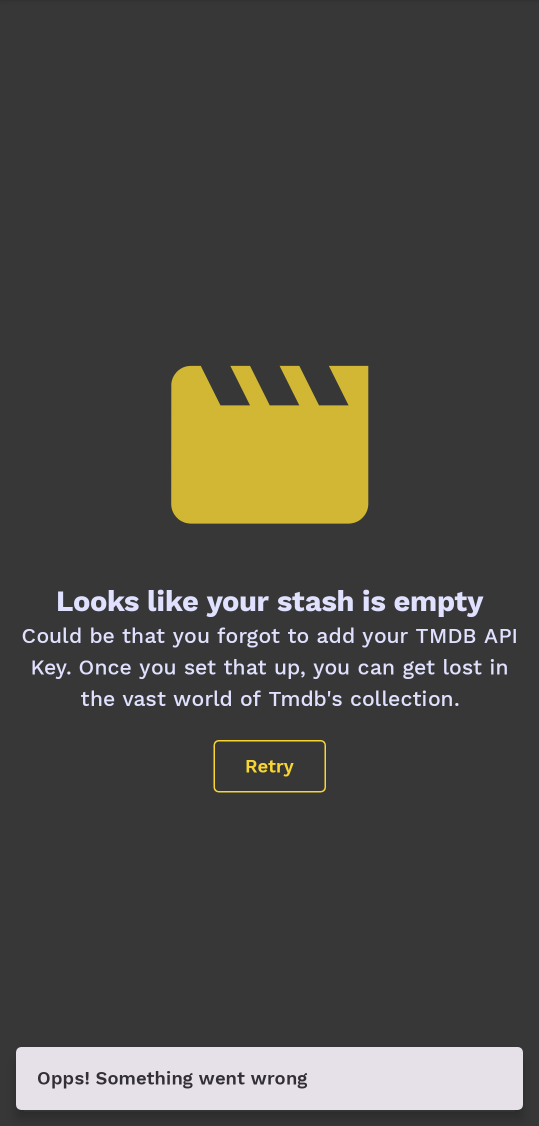 Looks like your stash is empty
Could be that you forgot to add your TMDB API
Key. Once you set that up, you can get lost in
the vast world of Tmdb's collection.
Retry
Opps! Something went wrong